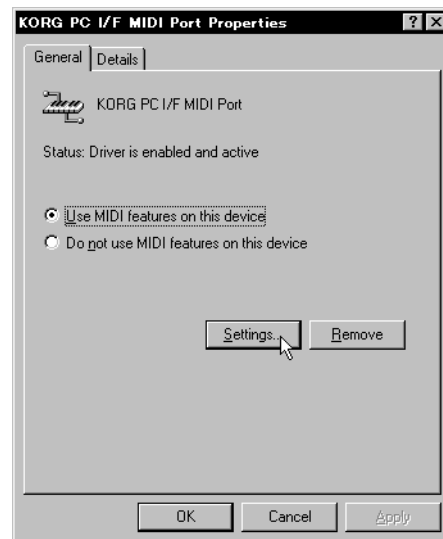 KORG PC I/F MIDI Port Properties
General Details
KORG PC I/F MIDI Port
Status: Driver is enabled and active
Use MIDI features on this device
Do not use MIDI features on this device
Settings... Remove
OK Cancel Apply